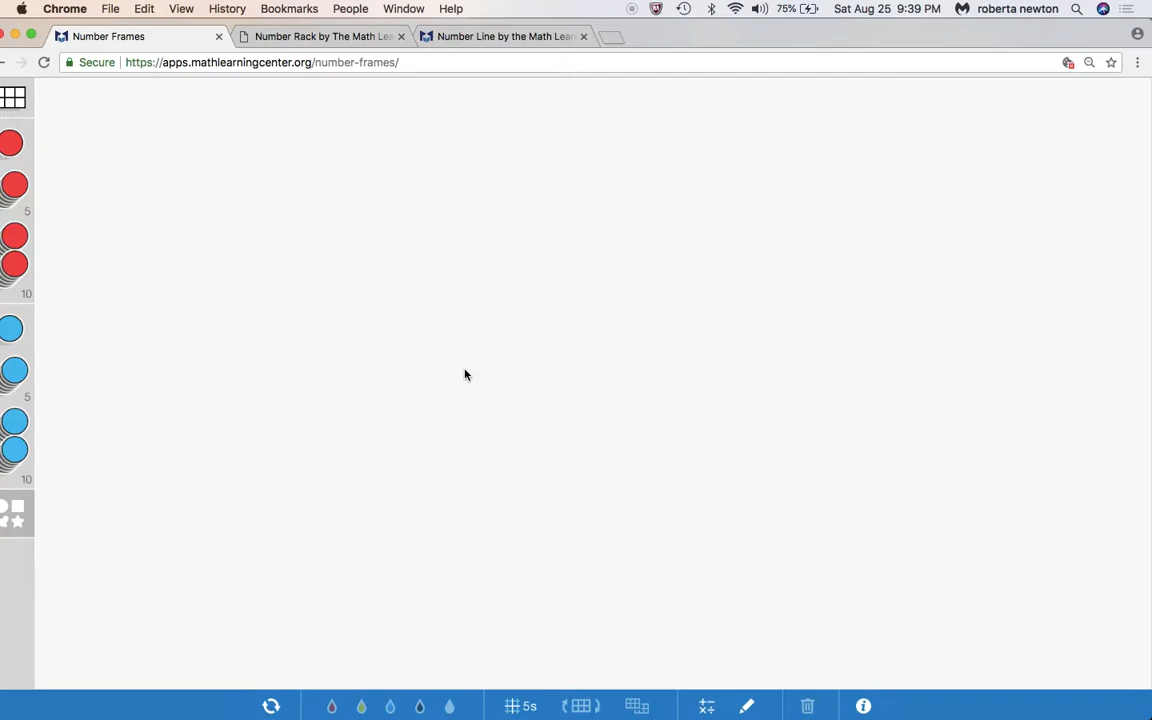 Chrome File Edit View History Bookmarks People Window Help 75% Sat Aug 25 9:39 PM roberta newton
Number Frames Number Rack by The Math Lea Number Line by the Math Lear
Secure https://apps.mathlearningcenter.org/number-frames/
5
10
5
10
5s